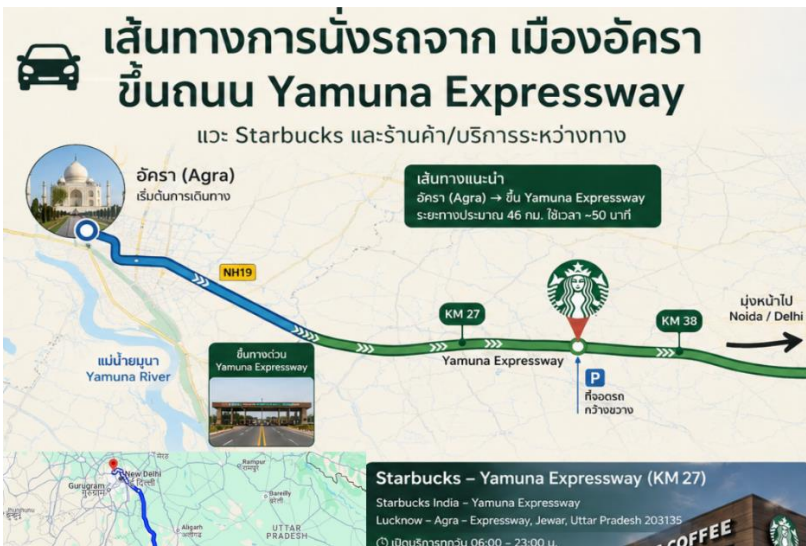 เส้นทางการนั่งรถจาก เมืองอัครา
ขึ้นถนน Yamuna Expressway
แวะ Starbucks และร้านค้า/บริการระหว่างทาง
อัครา (Agra)
เริ่มต้นการเดินทาง
เส้นทางแนะนำ
อัครา (Agra) → ขึ้น Yamuna Expressway
ระยะทางประมาณ 46 กม. ใช้เวลา ~50 นาที
NH19
KM 27
KM 38
มุ่งหน้าไป
Noida / Delhi
Yamuna Expressway
แม่น้ำยมุนา
Yamuna River
ขึ้นทางด่วน
Yamuna Expressway
P
ที่จอดรถ
กว้างขวาง
New Delhi
दिल्ली
Gurugram
Rampur
Bareilly
Aligarh
UTTAR
PRADESH
Starbucks – Yamuna Expressway (KM 27)
Starbucks India – Yamuna Expressway
Lucknow – Agra – Expressway, Jewar, Uttar Pradesh 203135
เปิดบริการทุกวัน 06:00 – 23:00 น.
COFFEE